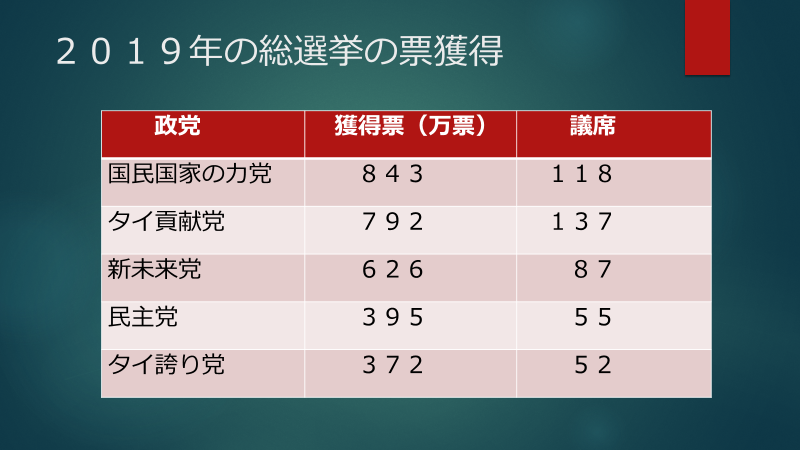 ２０１９年の総選挙の票獲得
政党 獲得票（万票） 議席
国民国家の力党 ８４３ １１８
タイ貢献党 ７９２ １３７
新未来党 ６２６ ８７
民主党 ３９５ ５５
タイ誇り党 ３７２ ５２